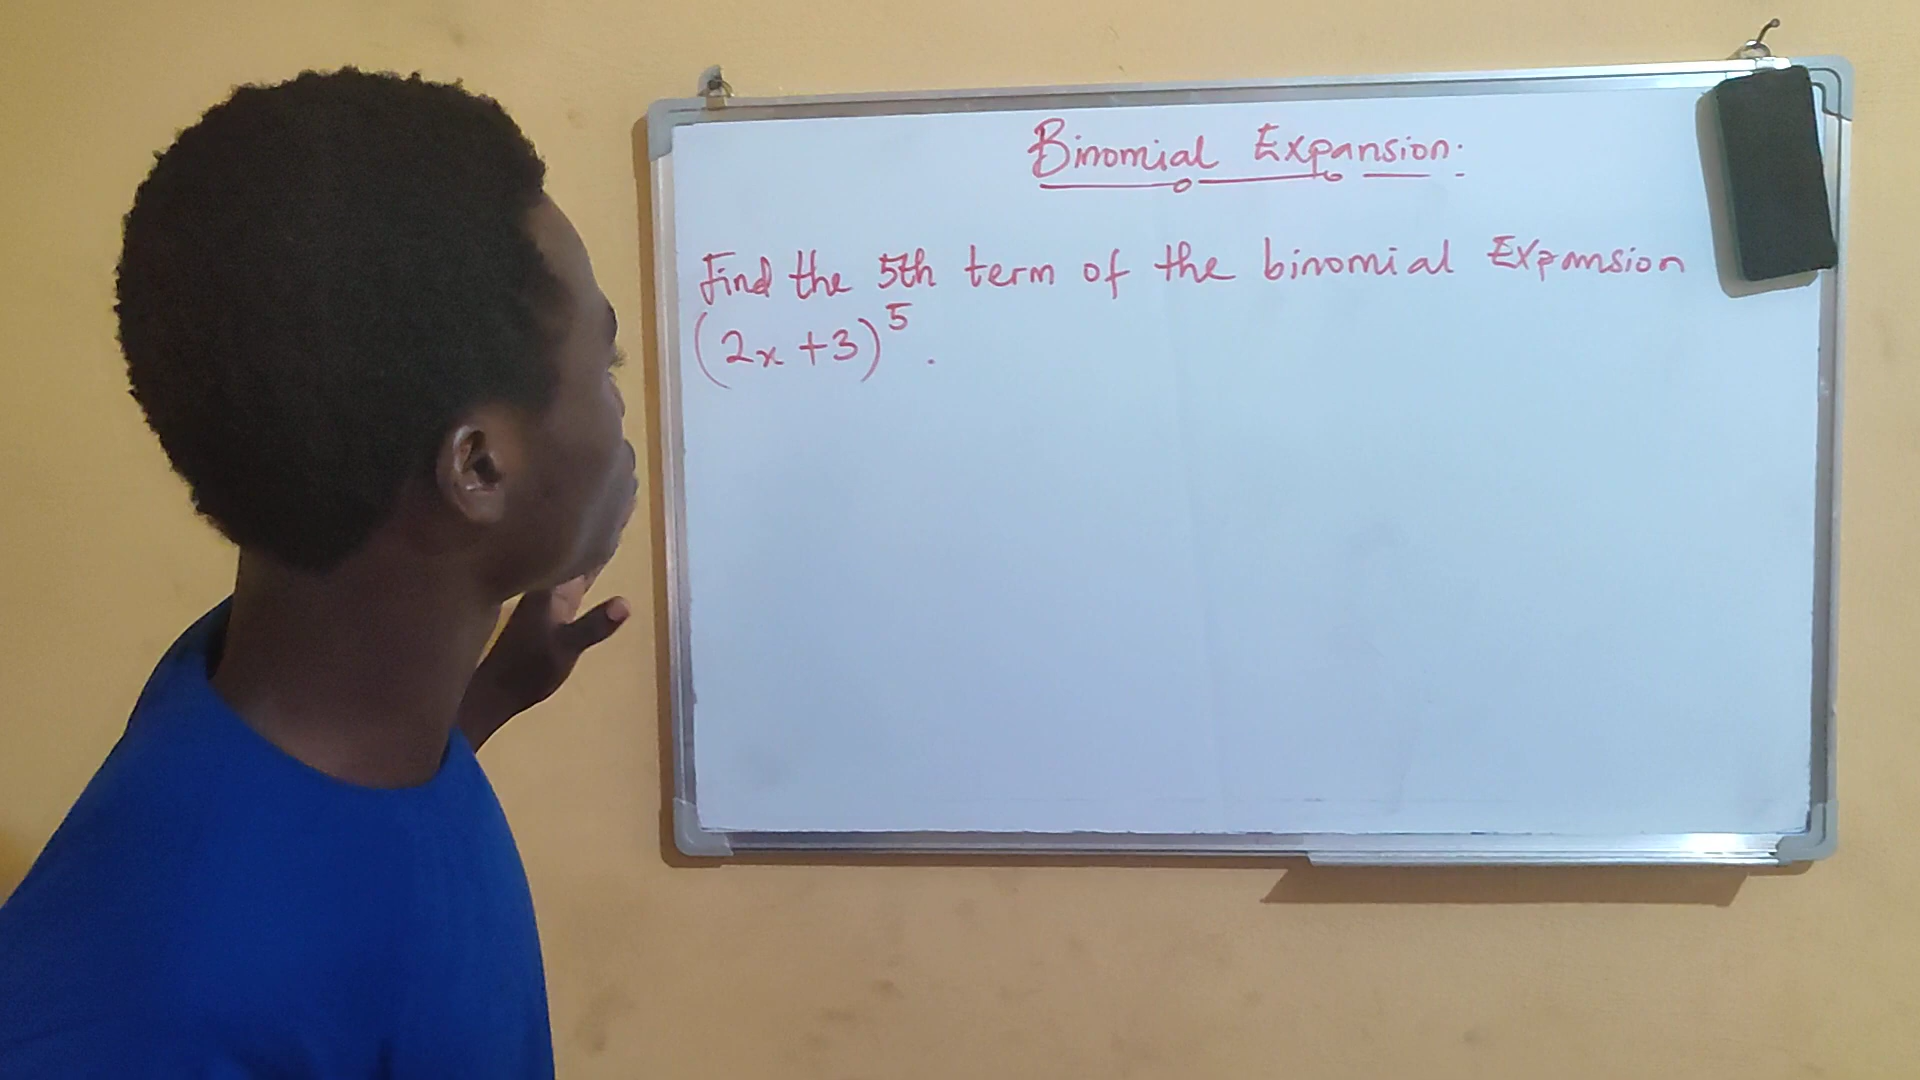 Binomial Expansion.
Find the 5th term of the binomial Expansion
(2x + 3)⁵.